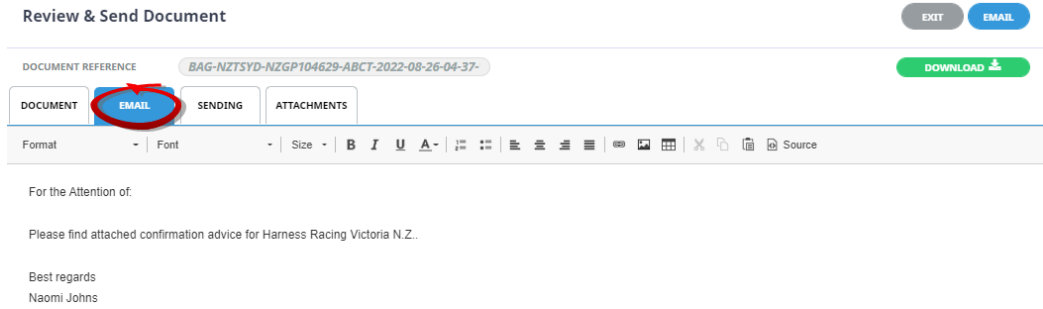 Review & Send Document
EXIT
EMAIL
DOCUMENT REFERENCE
BAG-NZTSYD-NZGP104629-ABCT-2022-08-26-04-37-
DOWNLOAD
DOCUMENT
EMAIL
SENDING
ATTACHMENTS
Format
Font
Size
B
I
U
A
Source
For the Attention of:
Please find attached confirmation advice for Harness Racing Victoria N.Z..
Best regards
Naomi Johns